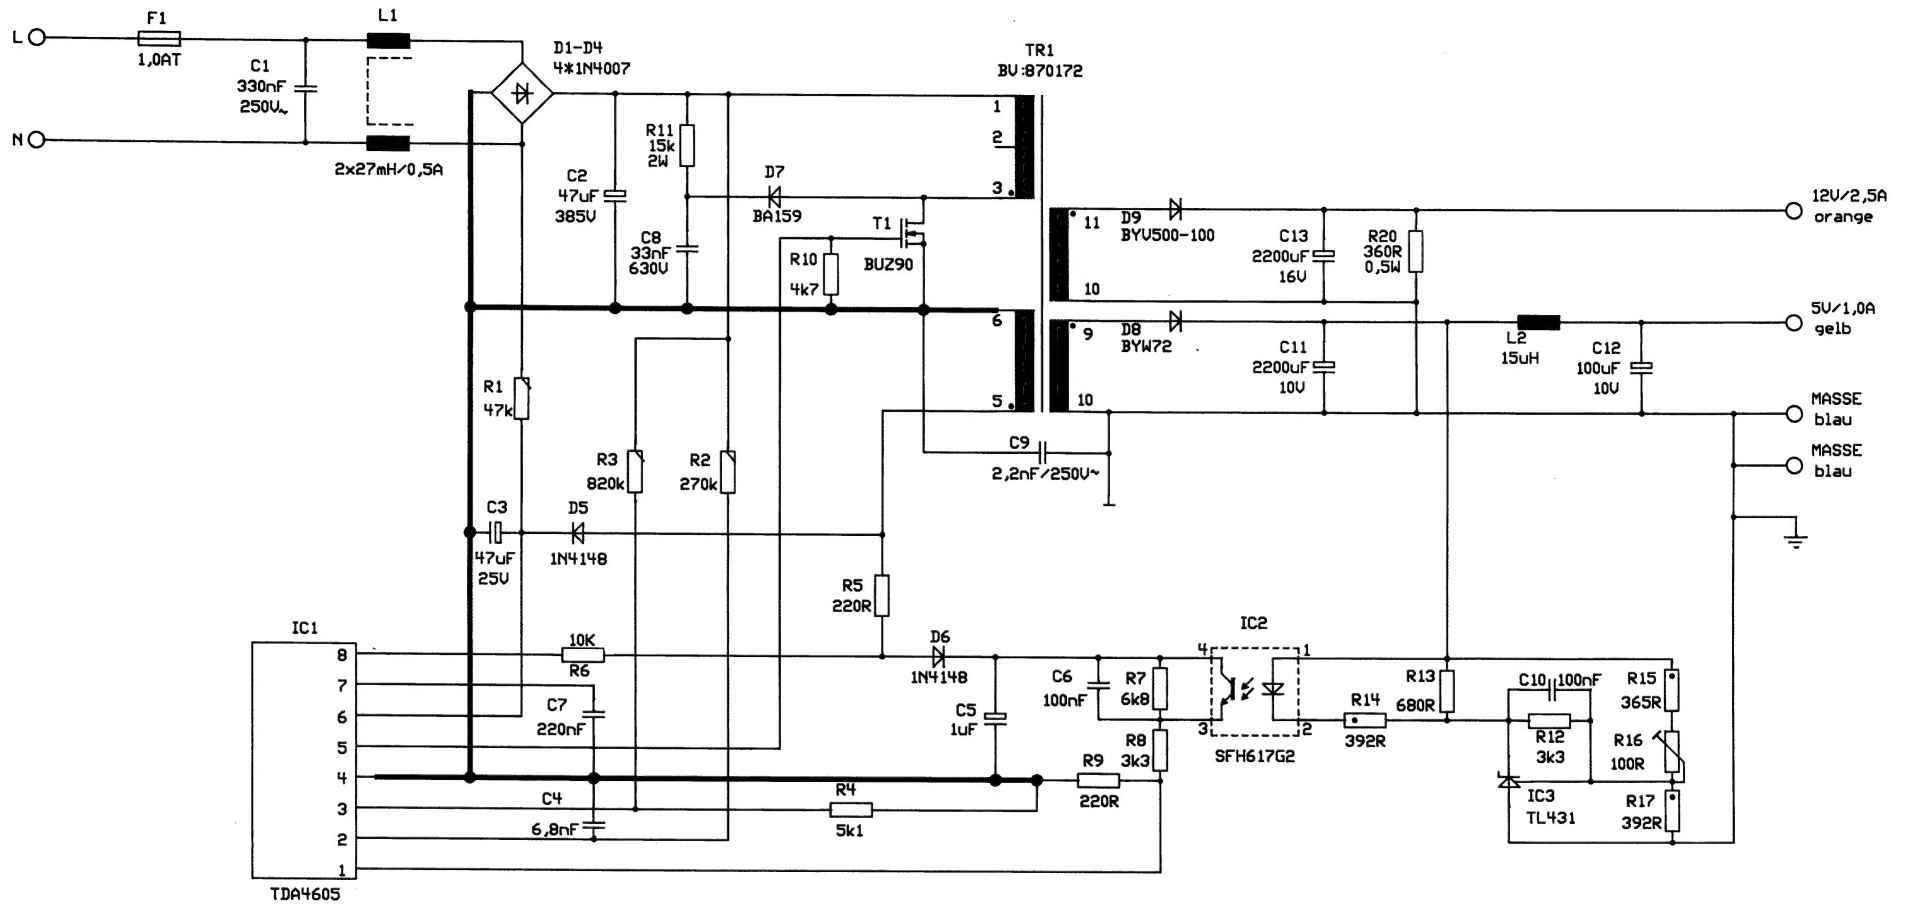 L
F1
1,0AT
L1
C1
330nF
250V~
N
2x27mH/0,5A
D1-D4
4*1N4007
TR1
BV:870172
1
2
3
R11
15k
2W
C2
47uF
385V
D7
BA159
C8
33nF
630V
T1
BUZ90
R10
4k7
11
10
D9
BYV500-100
C13
2200uF
16V
R20
360R
0,5W
12V/2,5A
orange
6
5
9
10
D8
BYW72
C11
2200uF
10V
L2
15uH
C12
100uF
10V
5V/1,0A
gelb
MASSE
blau
MASSE
blau
C9
2,2nF/250V~
R1
47k
R3
820k
R2
270k
C3
47uF
25V
D5
1N4148
R5
220R
IC1
8
7
6
5
4
3
2
1
TDA4605
10K
R6
C7
220nF
C4
6,8nF
R4
5k1
D6
1N4148
C5
1uF
C6
100nF
R7
6k8
R8
3k3
R9
220R
IC2
4
1
3
2
SFH617G2
R14
392R
R13
680R
C10 100nF
R12
3k3
R15
365R
R16
100R
IC3
TL431
R17
392R